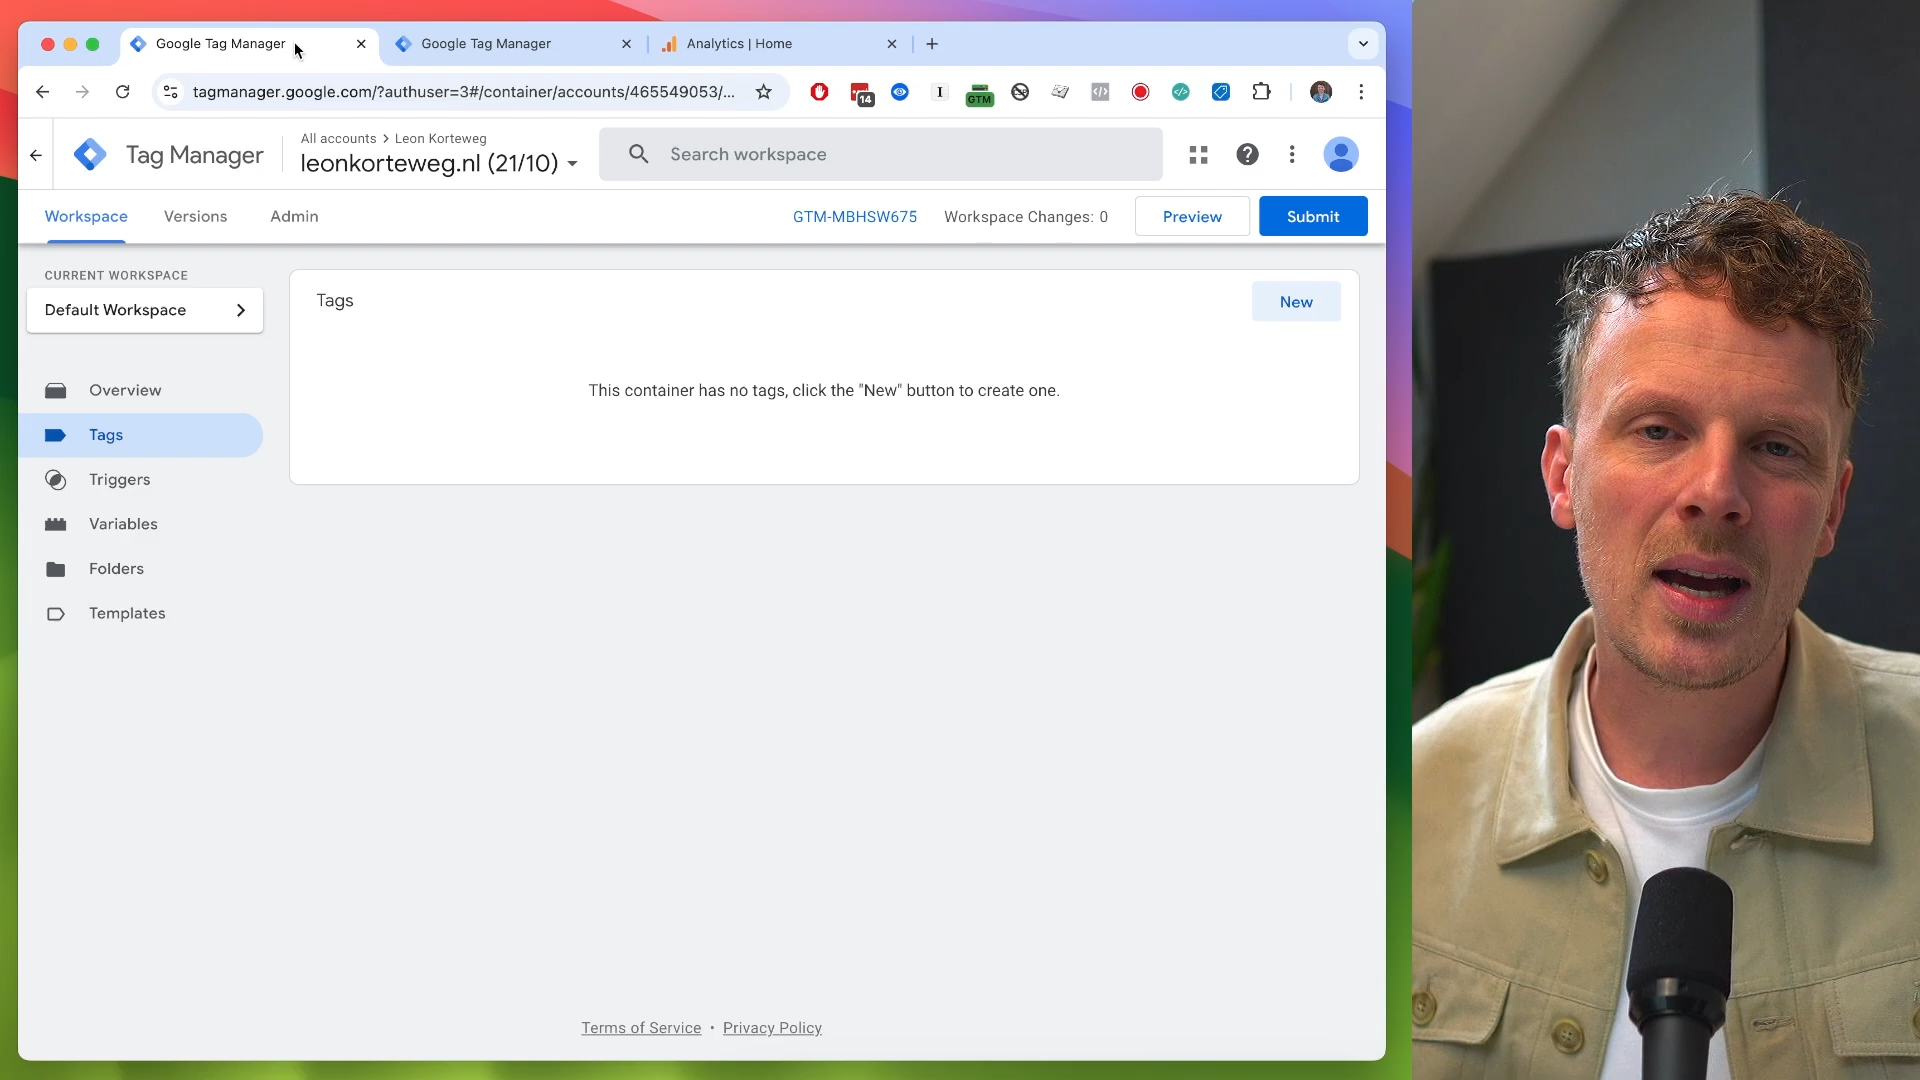 Google Tag Manager
Google Tag Manager
Analytics | Home
tagmanager.google.com/?authuser=3#/container/accounts/465549053/...
14
I
GTM
Tag Manager
All accounts > Leon Korteweg
leonkorteweg.nl (21/10)
Search workspace
Workspace
Versions
Admin
GTM-MBHSW675
Workspace Changes: 0
Preview
Submit
CURRENT WORKSPACE
Default Workspace
Overview
Tags
Triggers
Variables
Folders
Templates
Tags
New
This container has no tags, click the "New" button to create one.
Terms of Service • Privacy Policy